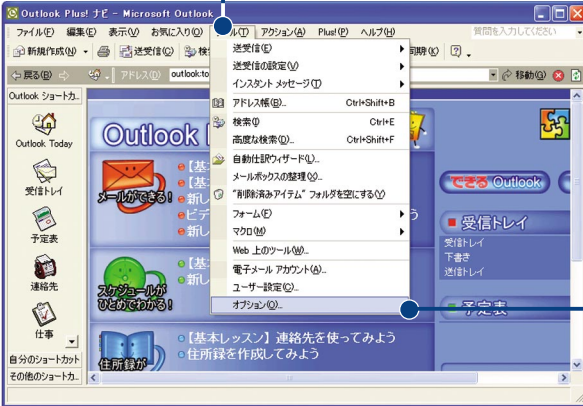 Outlook Plus! ナビ - Microsoft Outlook
ファイル(F) 編集(E) 表示(V) お気に入り(O) ル(T) アクション(A) Plus!(P) ヘルプ(H) 質問を入力してください
新規作成(N) 送受信(C) 検 同期(K)
戻る(B) アドレス(D) outlook:to 移動(G)
Outlook ショートカ..
Outlook Today
受信トレイ
予定表
連絡先
仕事
自分のショートカット
その他のショートカ..
送受信(E)
送受信の設定(V)
インスタント メッセージ(T)
アドレス帳(B)... Ctrl+Shift+B
検索(I) Ctrl+E
高度な検索(D)... Ctrl+Shift+F
自動仕訳ウィザード(L)...
メールボックスの整理(X)...
"削除済みアイテム" フォルダを空にする(Y)
フォーム(F)
マクロ(M)
Web 上のツール(W)...
電子メール アカウント(A)...
ユーザー設定(C)...
オプション(O)...
Outlook
メールができる!
【基
【基
新し
ビデ
新し
う
スケジュールが
ひとめでわかる!
【基
新し
住所録が
【基本レッスン】連絡先を使ってみよう
住所録を作成してみよう
できる Outlook
受信トレイ
受信トレイ
下書き
送信トレイ
予定表